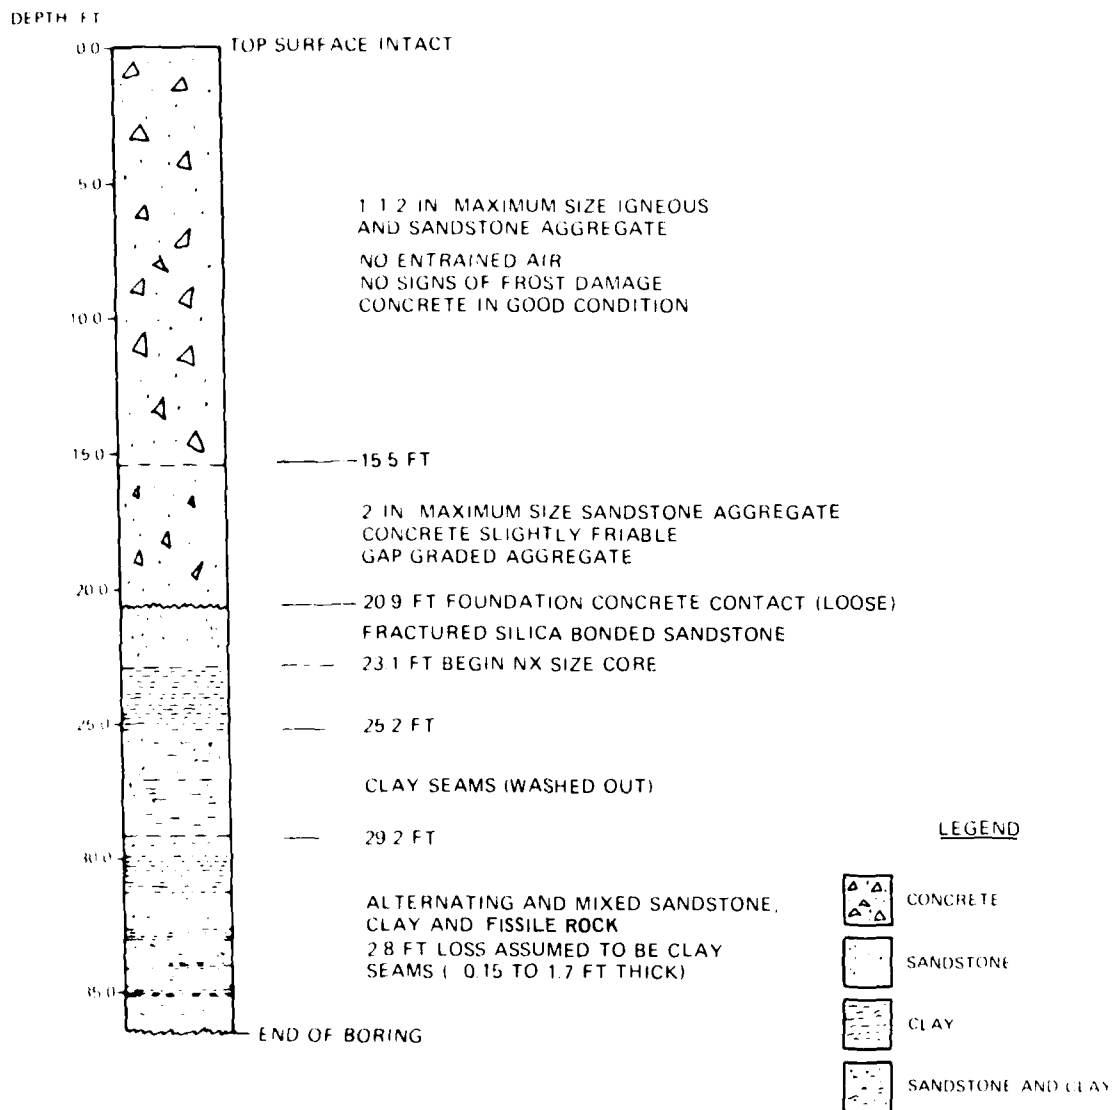 DEPTH FT
0.0
TOP SURFACE INTACT
5.0
1 1 2 IN MAXIMUM SIZE IGNEOUS
AND SANDSTONE AGGREGATE
NO ENTRAINED AIR
NO SIGNS OF FROST DAMAGE
CONCRETE IN GOOD CONDITION
10.0
15.0
15 5 FT
2 IN MAXIMUM SIZE SANDSTONE AGGREGATE
CONCRETE SLIGHTLY FRIABLE
GAP GRADED AGGREGATE
20.0
20 9 FT FOUNDATION CONCRETE CONTACT (LOOSE)
FRACTURED SILICA BONDED SANDSTONE
23.1 FT BEGIN NX SIZE CORE
25.0
25.2 FT
CLAY SEAMS (WASHED OUT)
29 2 FT
30.0
ALTERNATING AND MIXED SANDSTONE,
CLAY AND FISSILE ROCK
2 8 FT LOSS ASSUMED TO BE CLAY
SEAMS ( 0.15 TO 1.7 FT THICK)
35.0
END OF BORING
LEGEND
CONCRETE
SANDSTONE
CLAY
SANDSTONE AND CLAY